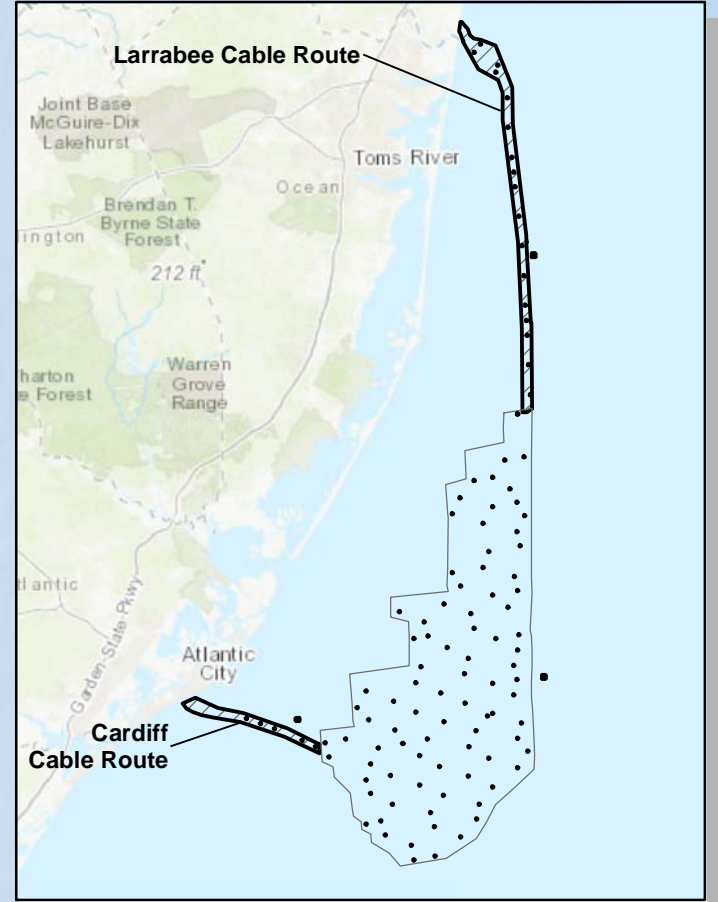 Larrabee Cable Route
Joint Base
McGuire-Dix
Lakehurst
Toms River
Ocean
Brendan T.
Byrne State
Forest
ington
212 ft
Warren
Grove
Range
harton
e Forest
tlantic
Garden-State-Pkwy
Atlantic
City
Cardiff
Cable Route